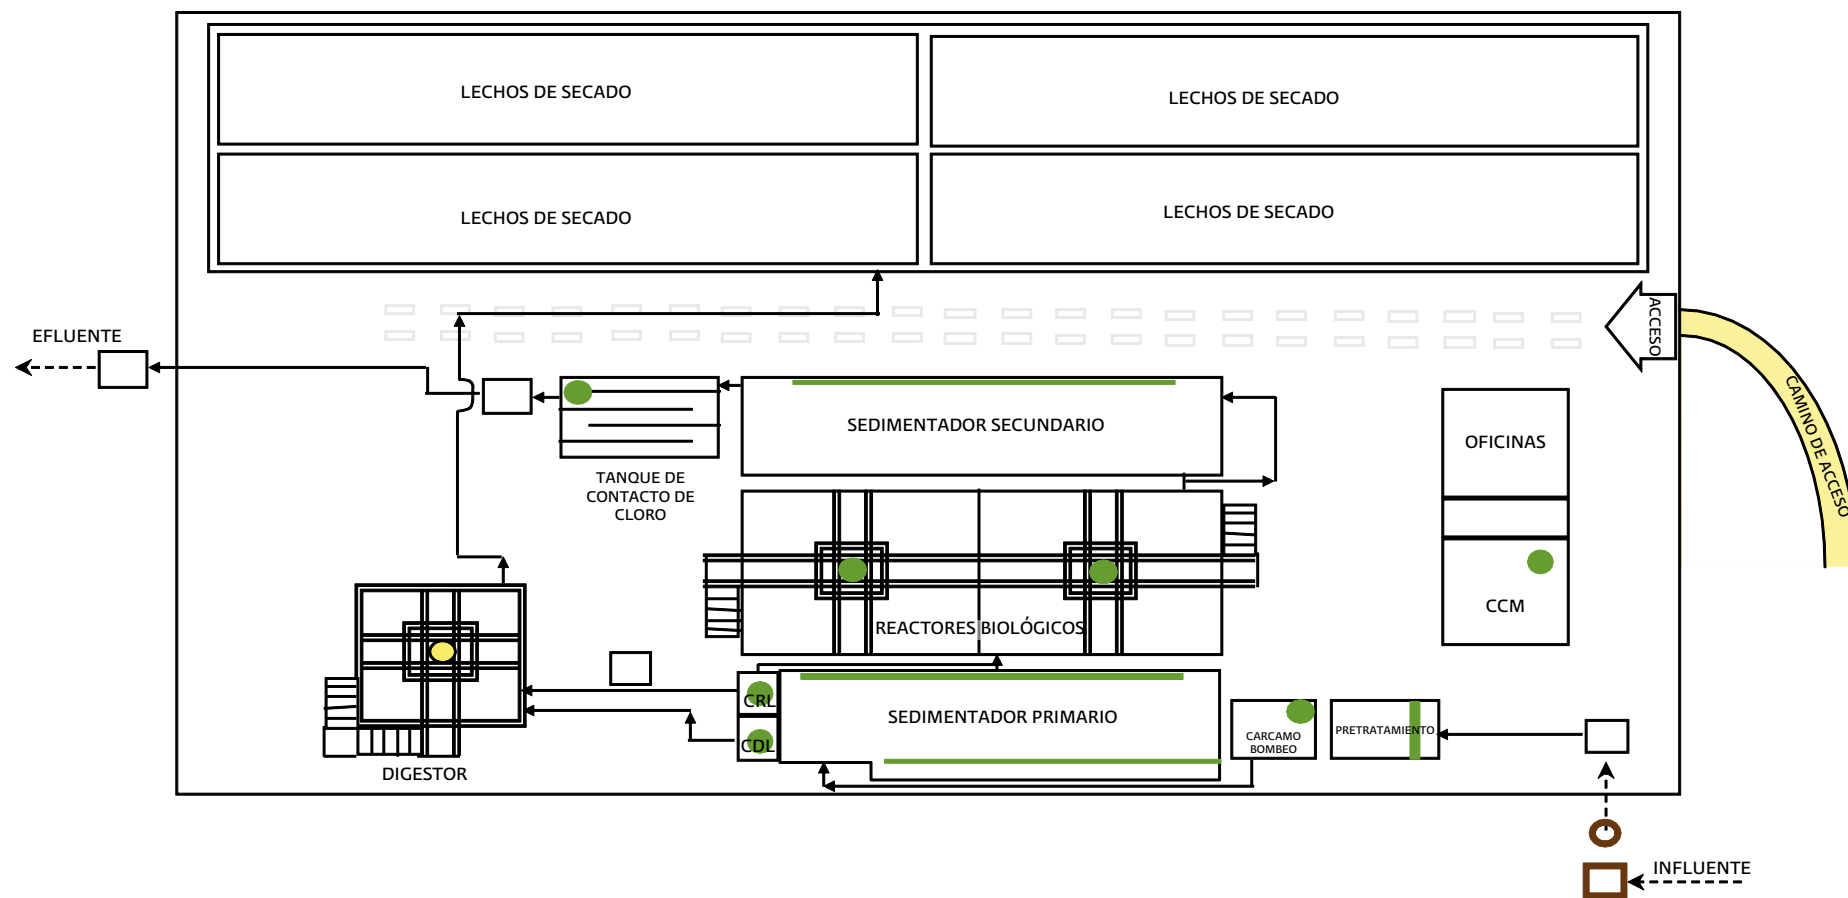 LECHOS DE SECADO
LECHOS DE SECADO
LECHOS DE SECADO
LECHOS DE SECADO
EFLUENTE
ACCESO
CAMINO DE ACCESO
SEDIMENTADOR SECUNDARIO
OFICINAS
TANQUE DE
CONTACTO DE
CLORO
CCM
REACTORES BIOLÓGICOS
CRL
SEDIMENTADOR PRIMARIO
CDL
CARCAMO
BOMBEO
PRETRATAMIENTO
DIGESTOR
INFLUENTE